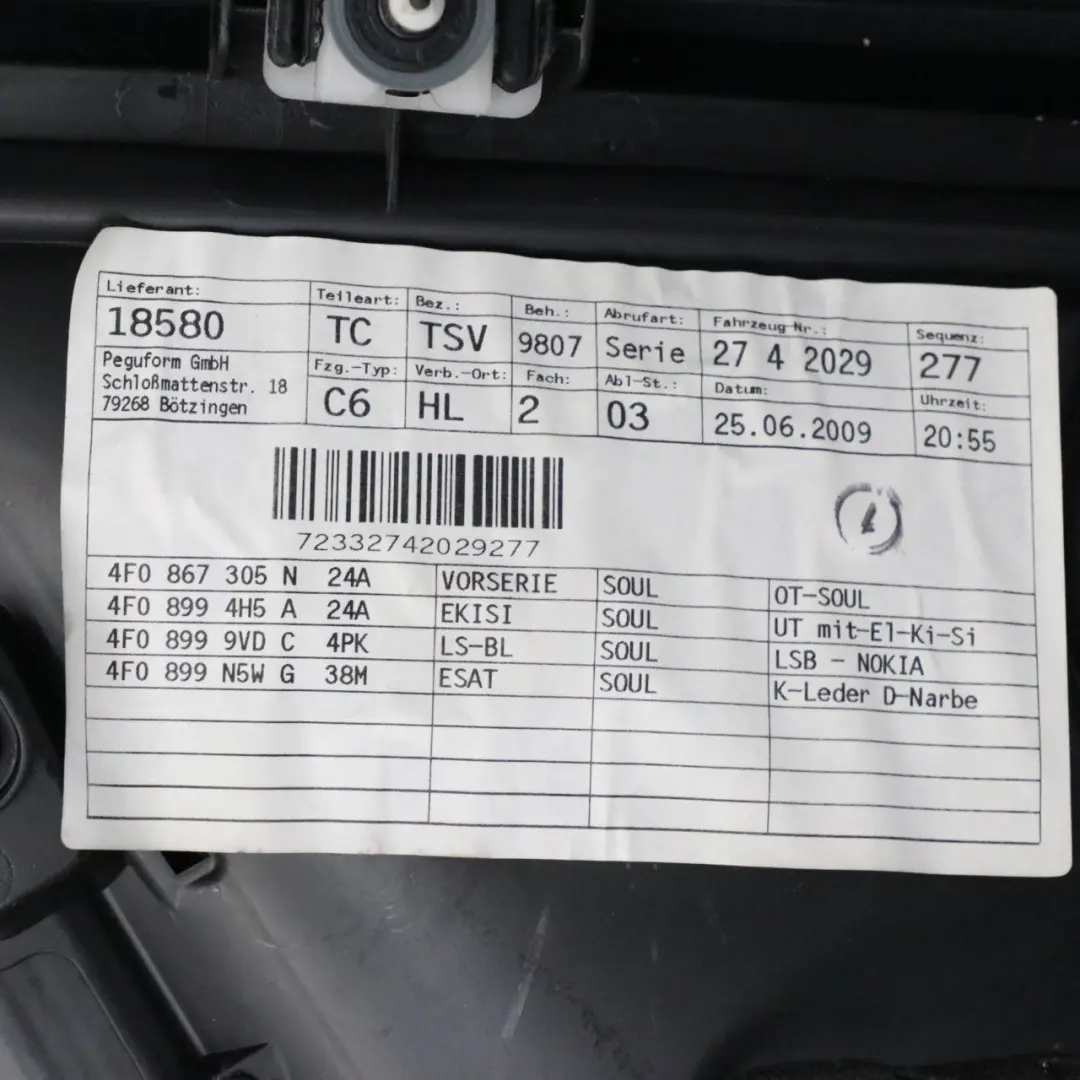 Lieferant: Teileart: Bez.: Beh.: Abrufart: Fahrzeug Nr.: Sequenz:
18580 TC TSV 9807 Serie 27 4 2029 277
Peguform GmbH Fzg.-Typ: Verb.-Ort: Fach: Abl-St.: Datum: Uhrzeit:
Schloßmattenstr. 18 C6 HL 2 03 25.06.2009 20:55
79268 Bötzingen
72332742029277
4F0 867 305 N 24A VORSERIE SOUL OT-SOUL
4F0 899 4H5 A 24A EKISI SOUL UT mit-El-Ki-Si
4F0 899 9VD C 4PK LS-BL SOUL LSB - NOKIA
4F0 899 N5W G 38M ESAT SOUL K-Leder D-Narbe